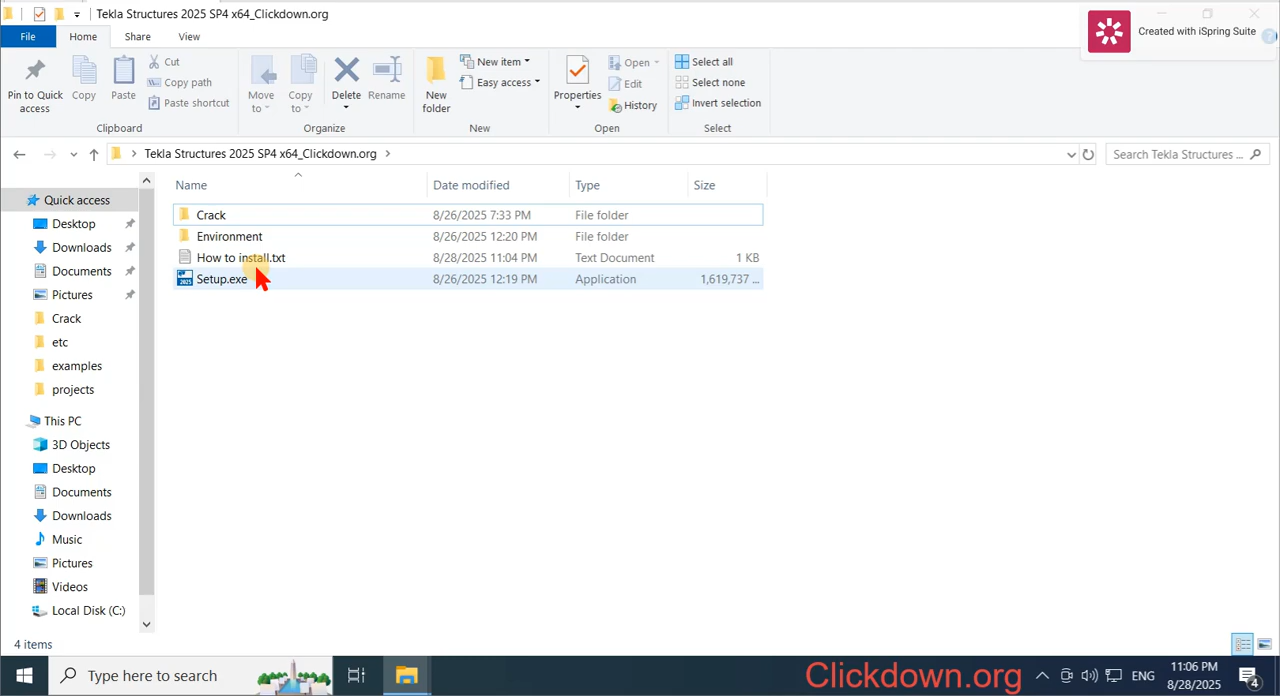 Tekla Structures 2025 SP4 x64_Clickdown.org
Created with iSpring Suite
File Home Share View
Pin to Quick access
Copy
Paste
Cut
Copy path
Paste shortcut
Clipboard
Move to
Copy to
Delete
Rename
Organize
New folder
New item
Easy access
New
Properties
Open
Edit
History
Open
Select all
Select none
Invert selection
Select
Tekla Structures 2025 SP4 x64_Clickdown.org
Search Tekla Structures ...
Name Date modified Type Size
Crack 8/26/2025 7:33 PM File folder
Environment 8/26/2025 12:20 PM File folder
How to install.txt 8/28/2025 11:04 PM Text Document 1 KB
2025 Setup.exe 8/26/2025 12:19 PM Application 1,619,737 ...
Quick access
Desktop
Downloads
Documents
Pictures
Crack
etc
examples
projects
This PC
3D Objects
Desktop
Documents
Downloads
Music
Pictures
Videos
Local Disk (C:)
4 items
Type here to search
Clickdown.org
ENG
11:06 PM
8/28/2025
4